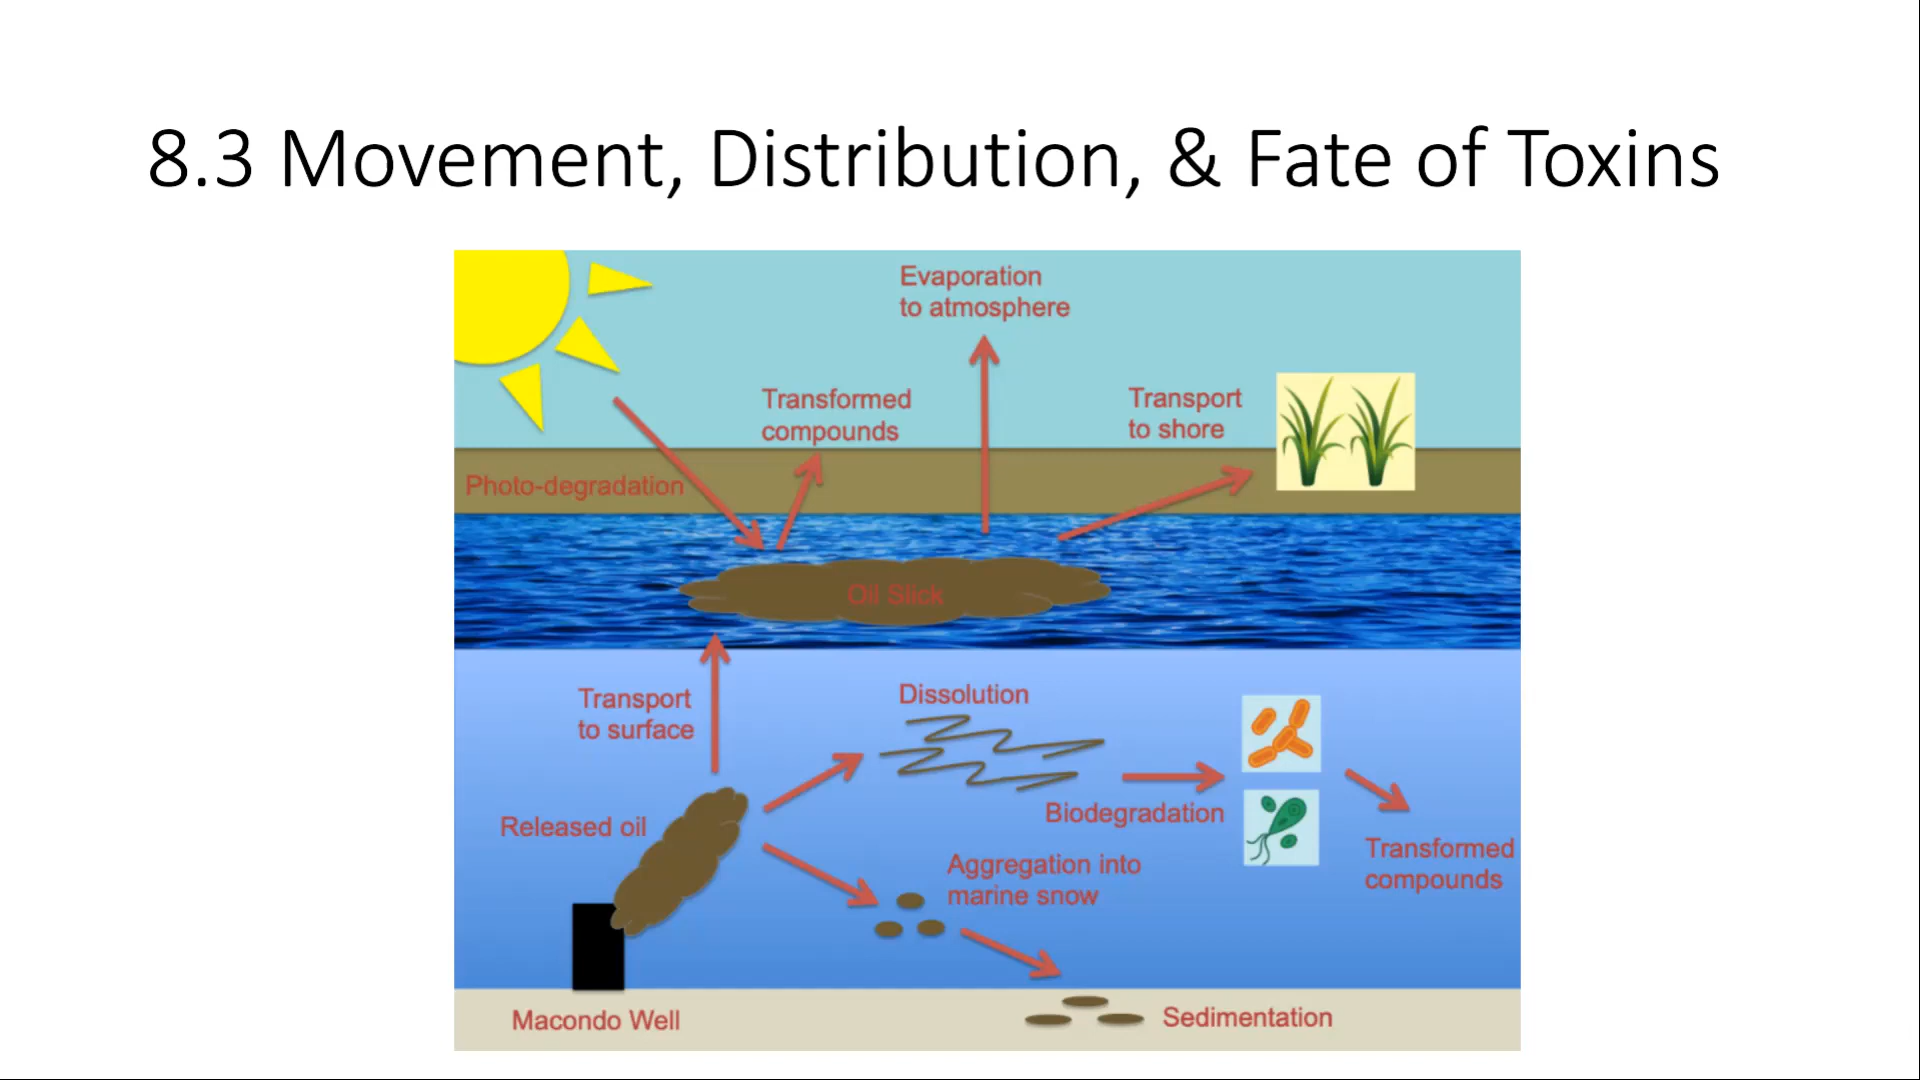 8.3 Movement, Distribution, & Fate of Toxins
Evaporation
to atmosphere
Transformed
compounds
Transport
to shore
Photo-degradation
Oil Slick
Transport
to surface
Dissolution
Released oil
Biodegradation
Aggregation into
marine snow
Transformed
compounds
Macondo Well
Sedimentation